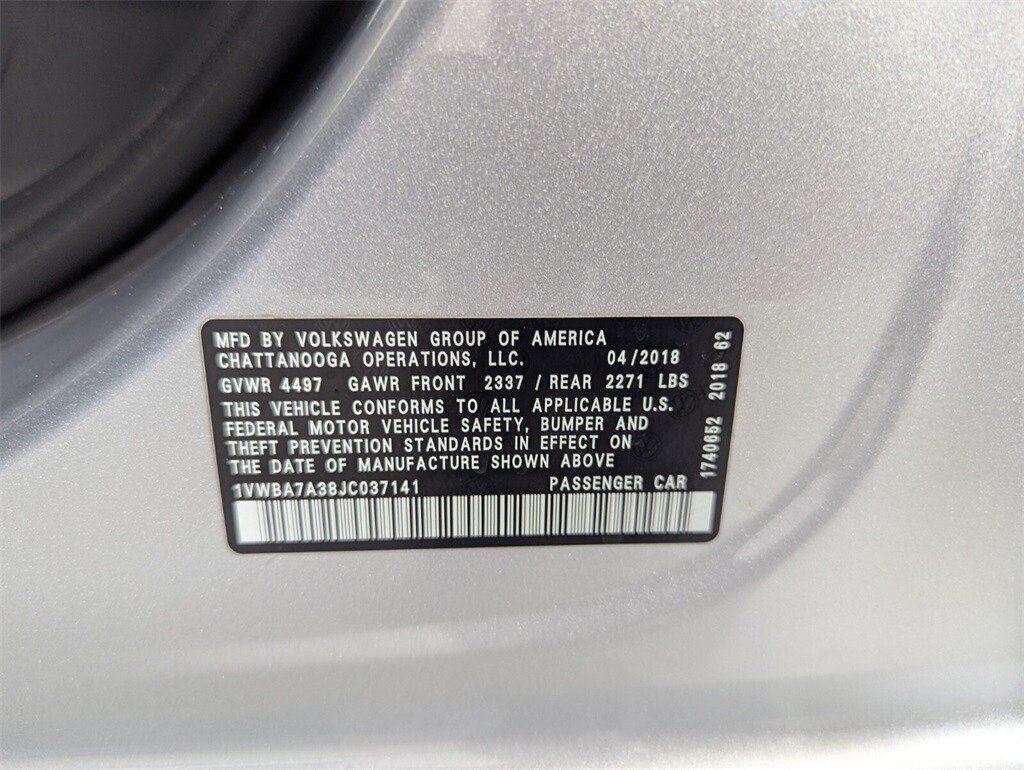 MFD BY VOLKSWAGEN GROUP OF AMERICA
CHATTANOOGA OPERATIONS, LLC. 04/2018
GVWR 4497 GAWR FRONT 2337 / REAR 2271 LBS
THIS VEHICLE CONFORMS TO ALL APPLICABLE U.S.
FEDERAL MOTOR VEHICLE SAFETY, BUMPER AND
THEFT PREVENTION STANDARDS IN EFFECT ON
THE DATE OF MANUFACTURE SHOWN ABOVE
1VWBA7A38JC037141 PASSENGER CAR
1740652 2018 62